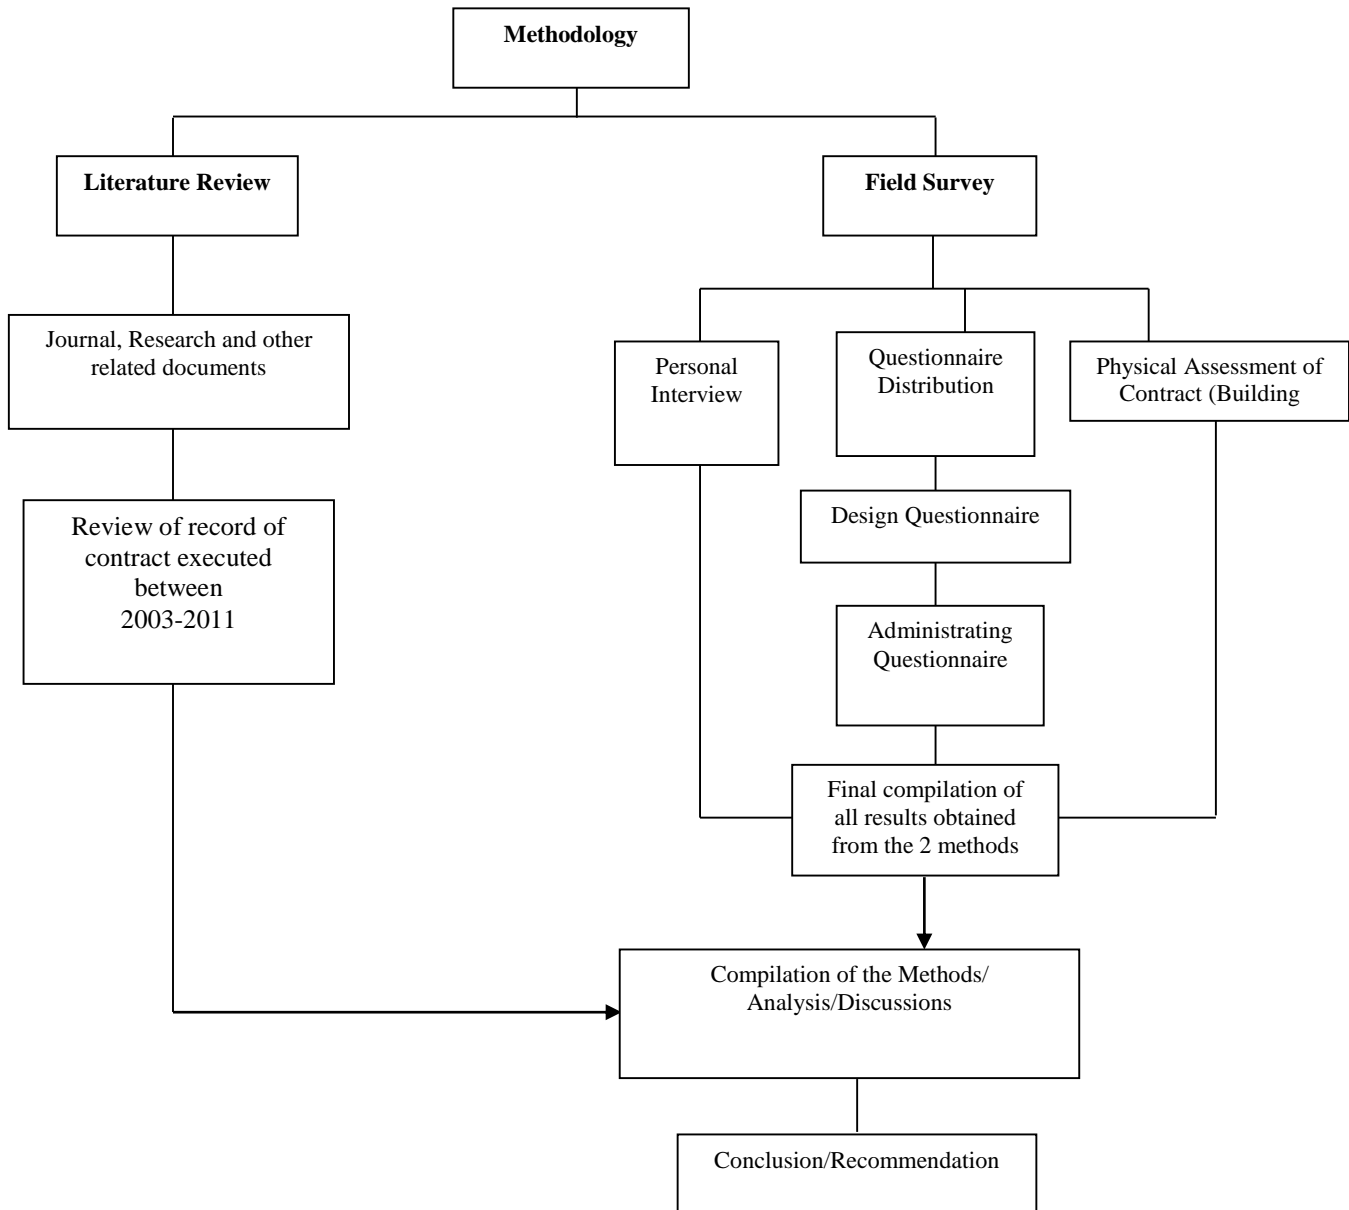 Methodology
Literature Review
Field Survey
Journal, Research and other
related documents
Personal
Interview
Questionnaire
Distribution
Physical Assessment of
Contract (Building
Review of record of
contract executed
between
2003-2011
Design Questionnaire
Administrating
Questionnaire
Final compilation of
all results obtained
from the 2 methods
Compilation of the Methods/
Analysis/Discussions
Conclusion/Recommendation